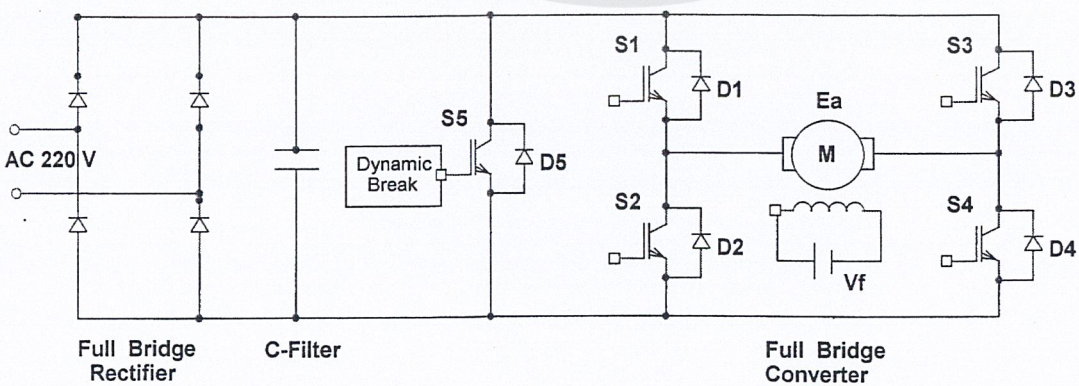 S1
S3
D1
Ea
D3
S5
AC 220 V
Dynamic
Break
D5
M
S2
S4
D2
D4
Vf
Full Bridge
Rectifier
C-Filter
Full Bridge
Converter